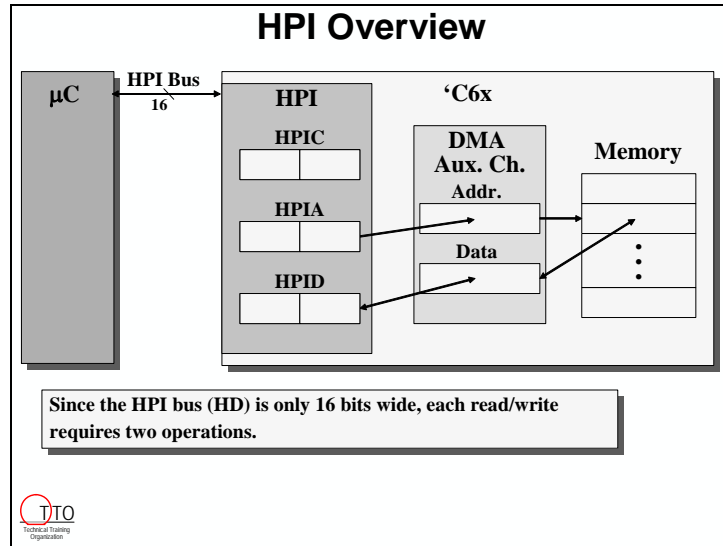 HPI Overview
μC
HPI Bus
16
HPI
‘C6x
HPIC
HPIA
HPID
DMA
Aux. Ch.
Addr.
Data
Memory
Since the HPI bus (HD) is only 16 bits wide, each read/write
requires two operations.
TTO
Technical Training
Organization